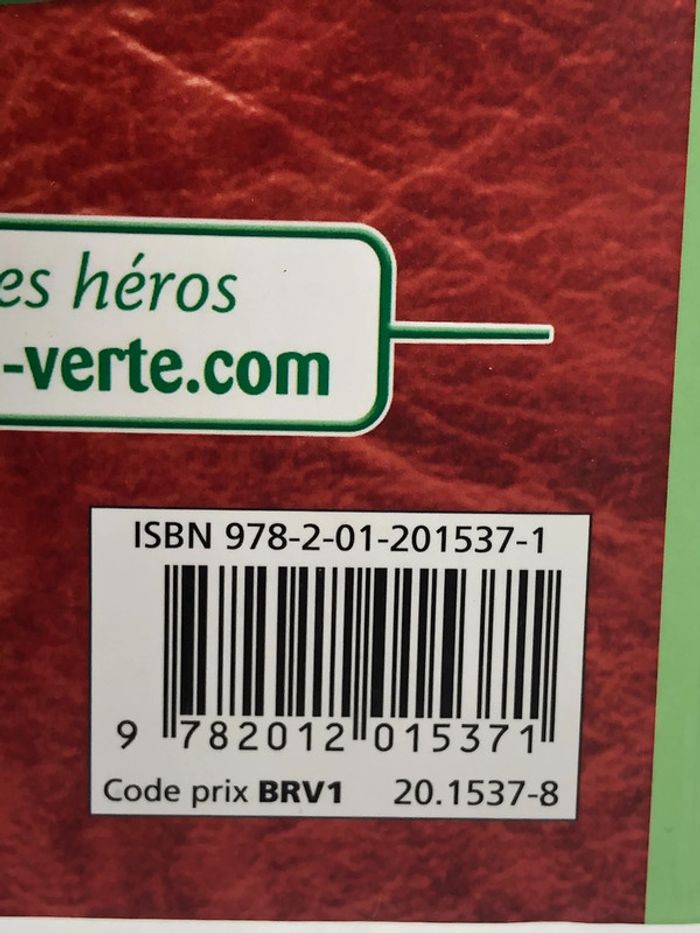 es héros
-verte.com
ISBN 978-2-01-201537-1
9 782012 015371
Code prix BRV1 20.1537-8